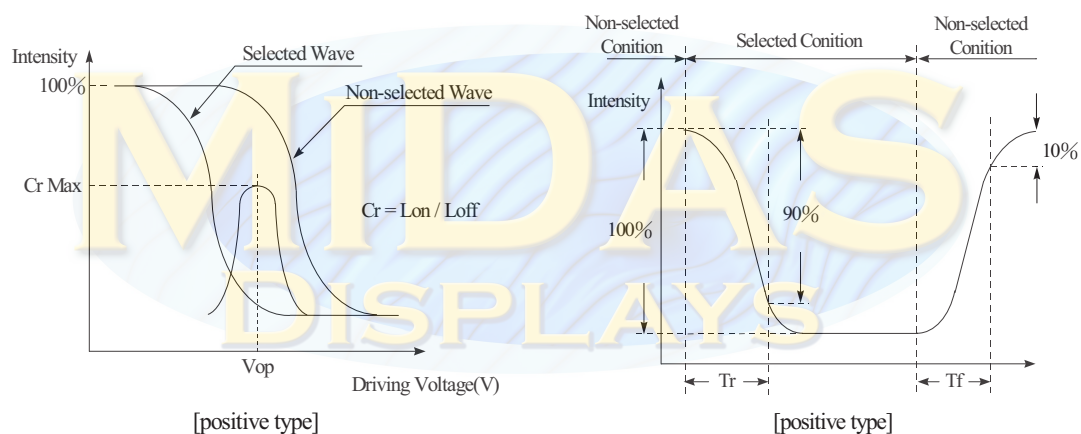 Intensity
100%
Selected Wave
Non-selected Wave
Cr Max
Cr = Lon / Loff
Vop
Driving Voltage(V)
[positive type]
Non-selected
Conition
Selected Conition
Non-selected
Conition
Intensity
10%
90%
100%
Tr
Tf
[positive type]
MIDAS
DISPLAYS